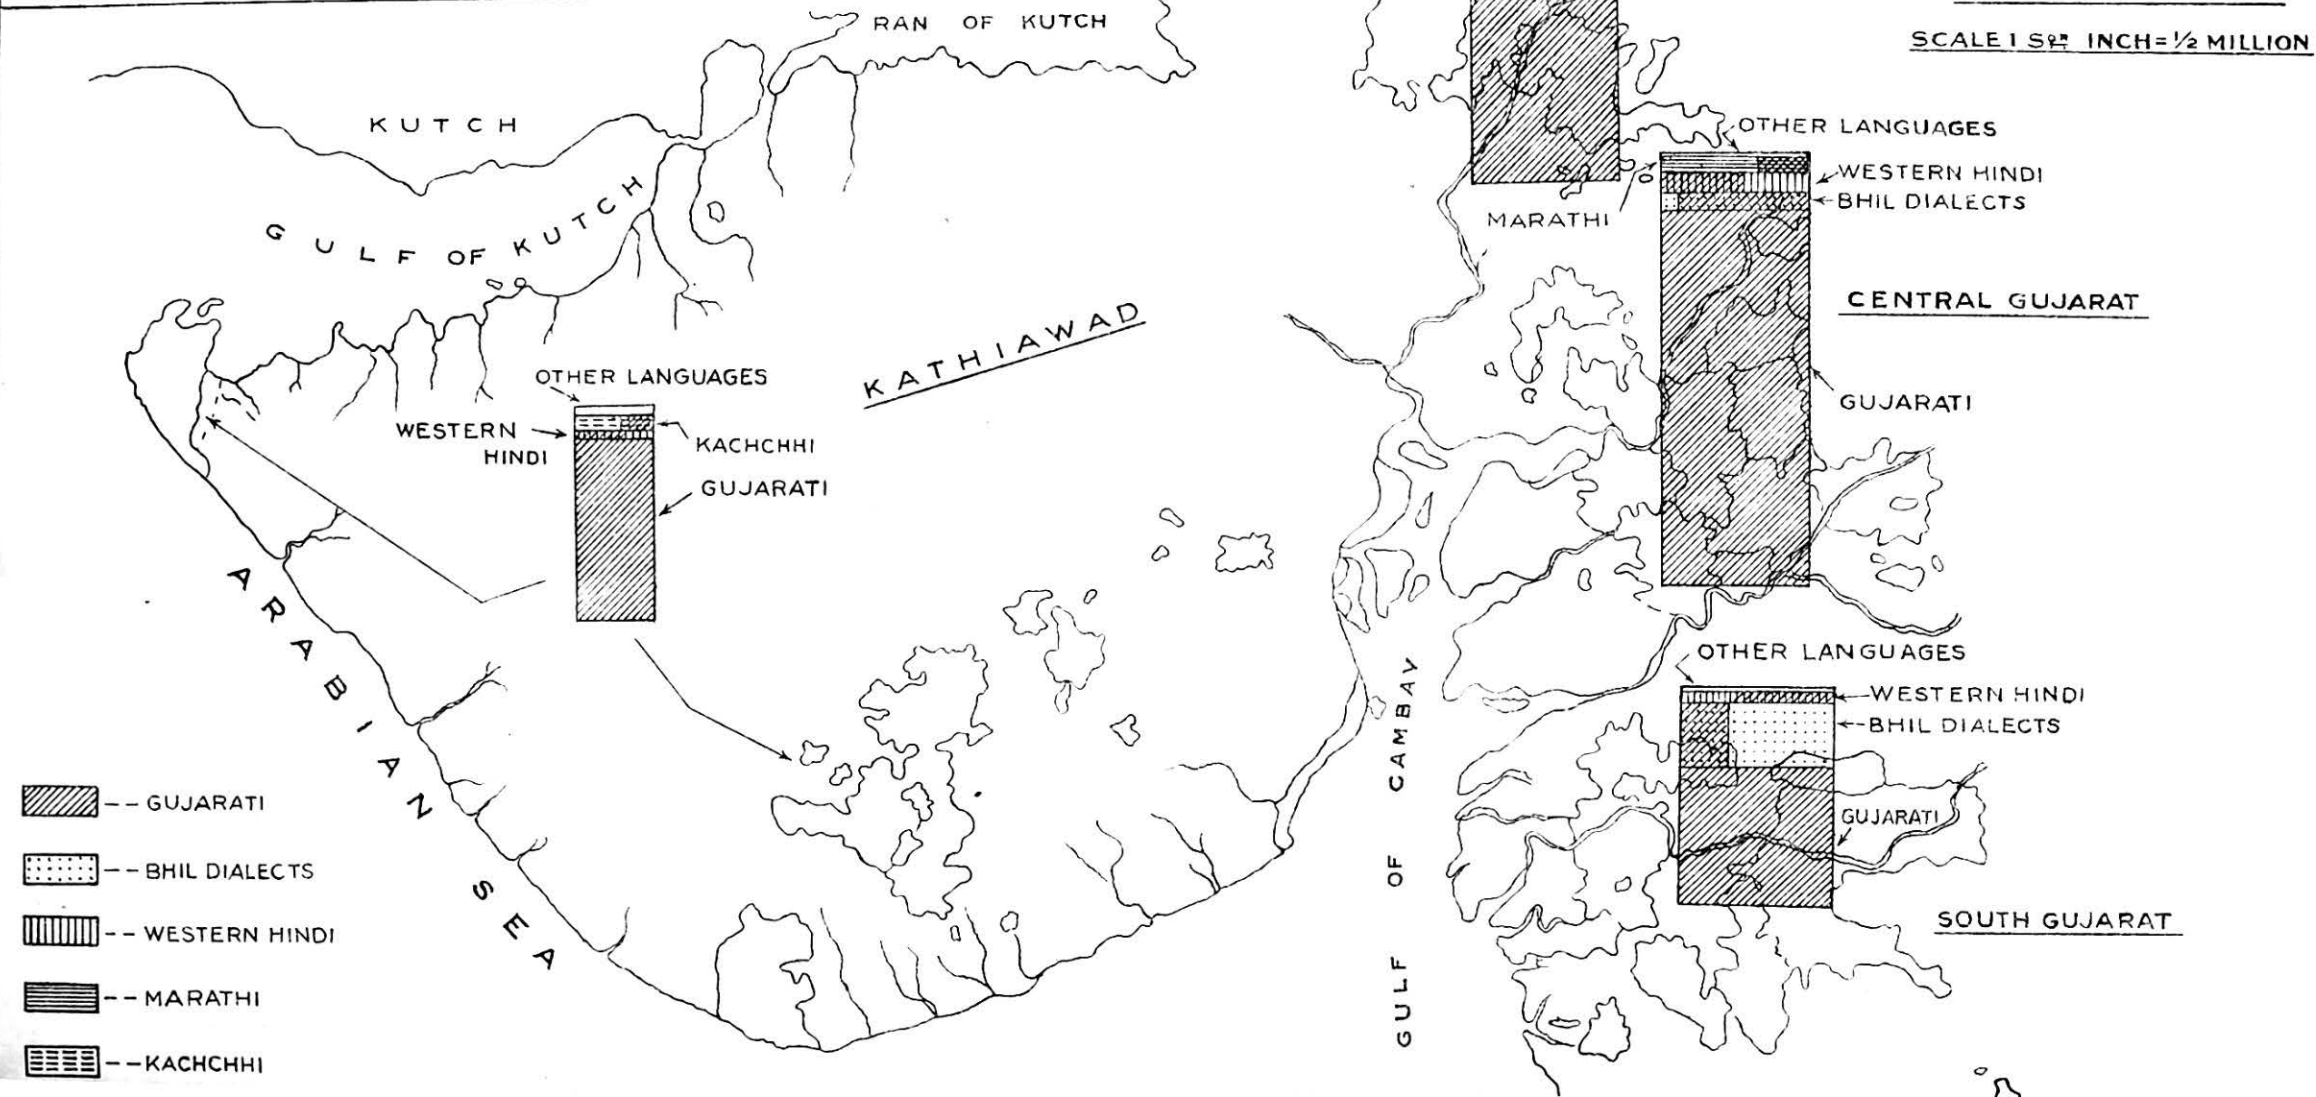 RAN OF KUTCH
SCALE 1 SQR INCH = ½ MILLION
KUTCH
GULF OF KUTCH
OTHER LANGUAGES
WESTERN HINDI
BHIL DIALECTS
MARATHI
CENTRAL GUJARAT
GUJARATI
KATHIAWAD
OTHER LANGUAGES
WESTERN
HINDI
KACHCHHI
GUJARATI
ARABIAN SEA
GULF OF CAMBAY
OTHER LANGUAGES
WESTERN HINDI
BHIL DIALECTS
GUJARATI
SOUTH GUJARAT
-- GUJARATI
-- BHIL DIALECTS
-- WESTERN HINDI
-- MARATHI
-- KACHCHHI